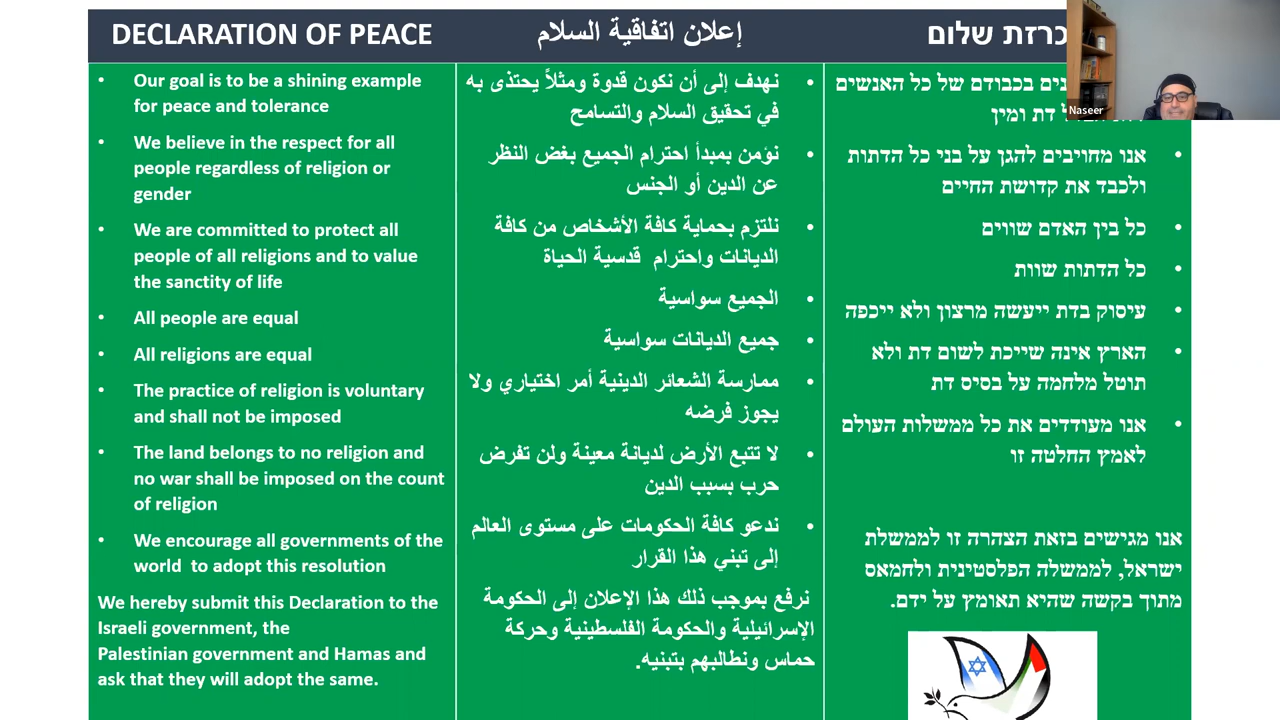 DECLARATION OF PEACE
Our goal is to be a shining example
for peace and tolerance
We believe in the respect for all
people regardless of religion or
gender
We are committed to protect all
people of all religions and to value
the sanctity of life
All people are equal
All religions are equal
The practice of religion is voluntary
and shall not be imposed
The land belongs to no religion and
no war shall be imposed on the count
of religion
We encourage all governments of the
world to adopt this resolution
We hereby submit this Declaration to the
Israeli government, the
Palestinian government and Hamas and
ask that they will adopt the same.
إعلان اتفاقية السلام
نهدف إلى أن نكون قدوة ومثلاً يحتذى به
في تحقيق السلام والتسامح
نؤمن بمبدأ احترام الجميع بغض النظر
عن الدين أو الجنس
نلتزم بحماية كافة الأشخاص من كافة
الديانات واحترام قدسية الحياة
الجميع سواسية
جميع الديانات سواسية
ممارسة الشعائر الدينية أمر اختياري ولا
يجوز فرضه
لا تتبع الأرض لديانة معينة ولن تفرض
حرب بسبب الدين
ندعو كافة الحكومات على مستوى العالم
إلى تبني هذا القرار
نرفع بموجب ذلك هذا الإعلان إلى الحكومة
الإسرائيلية والحكومة الفلسطينية وحركة
حماس ونطالبهم بتبنيه.
כרזת שלום
בכבודם של כל האנשים
דת ומין
אנו מחויבים להגן על בני כל הדתות
ולכבד את קדושת החיים
כל בין האדם שווים
כל הדתות שוות
עיסוק בדת ייעשה מרצון ולא ייכפה
הארץ אינה שייכת לשום דת ולא
תוטל מלחמה על בסיס דת
אנו מעודדים את כל ממשלות העולם
לאמץ החלטה זו
אנו מגישים בזאת הצהרה זו לממשלת
ישראל, לממשלה הפלסטינית ולחמאס
מתוך בקשה שהיא תאומץ על ידם.
Naseer